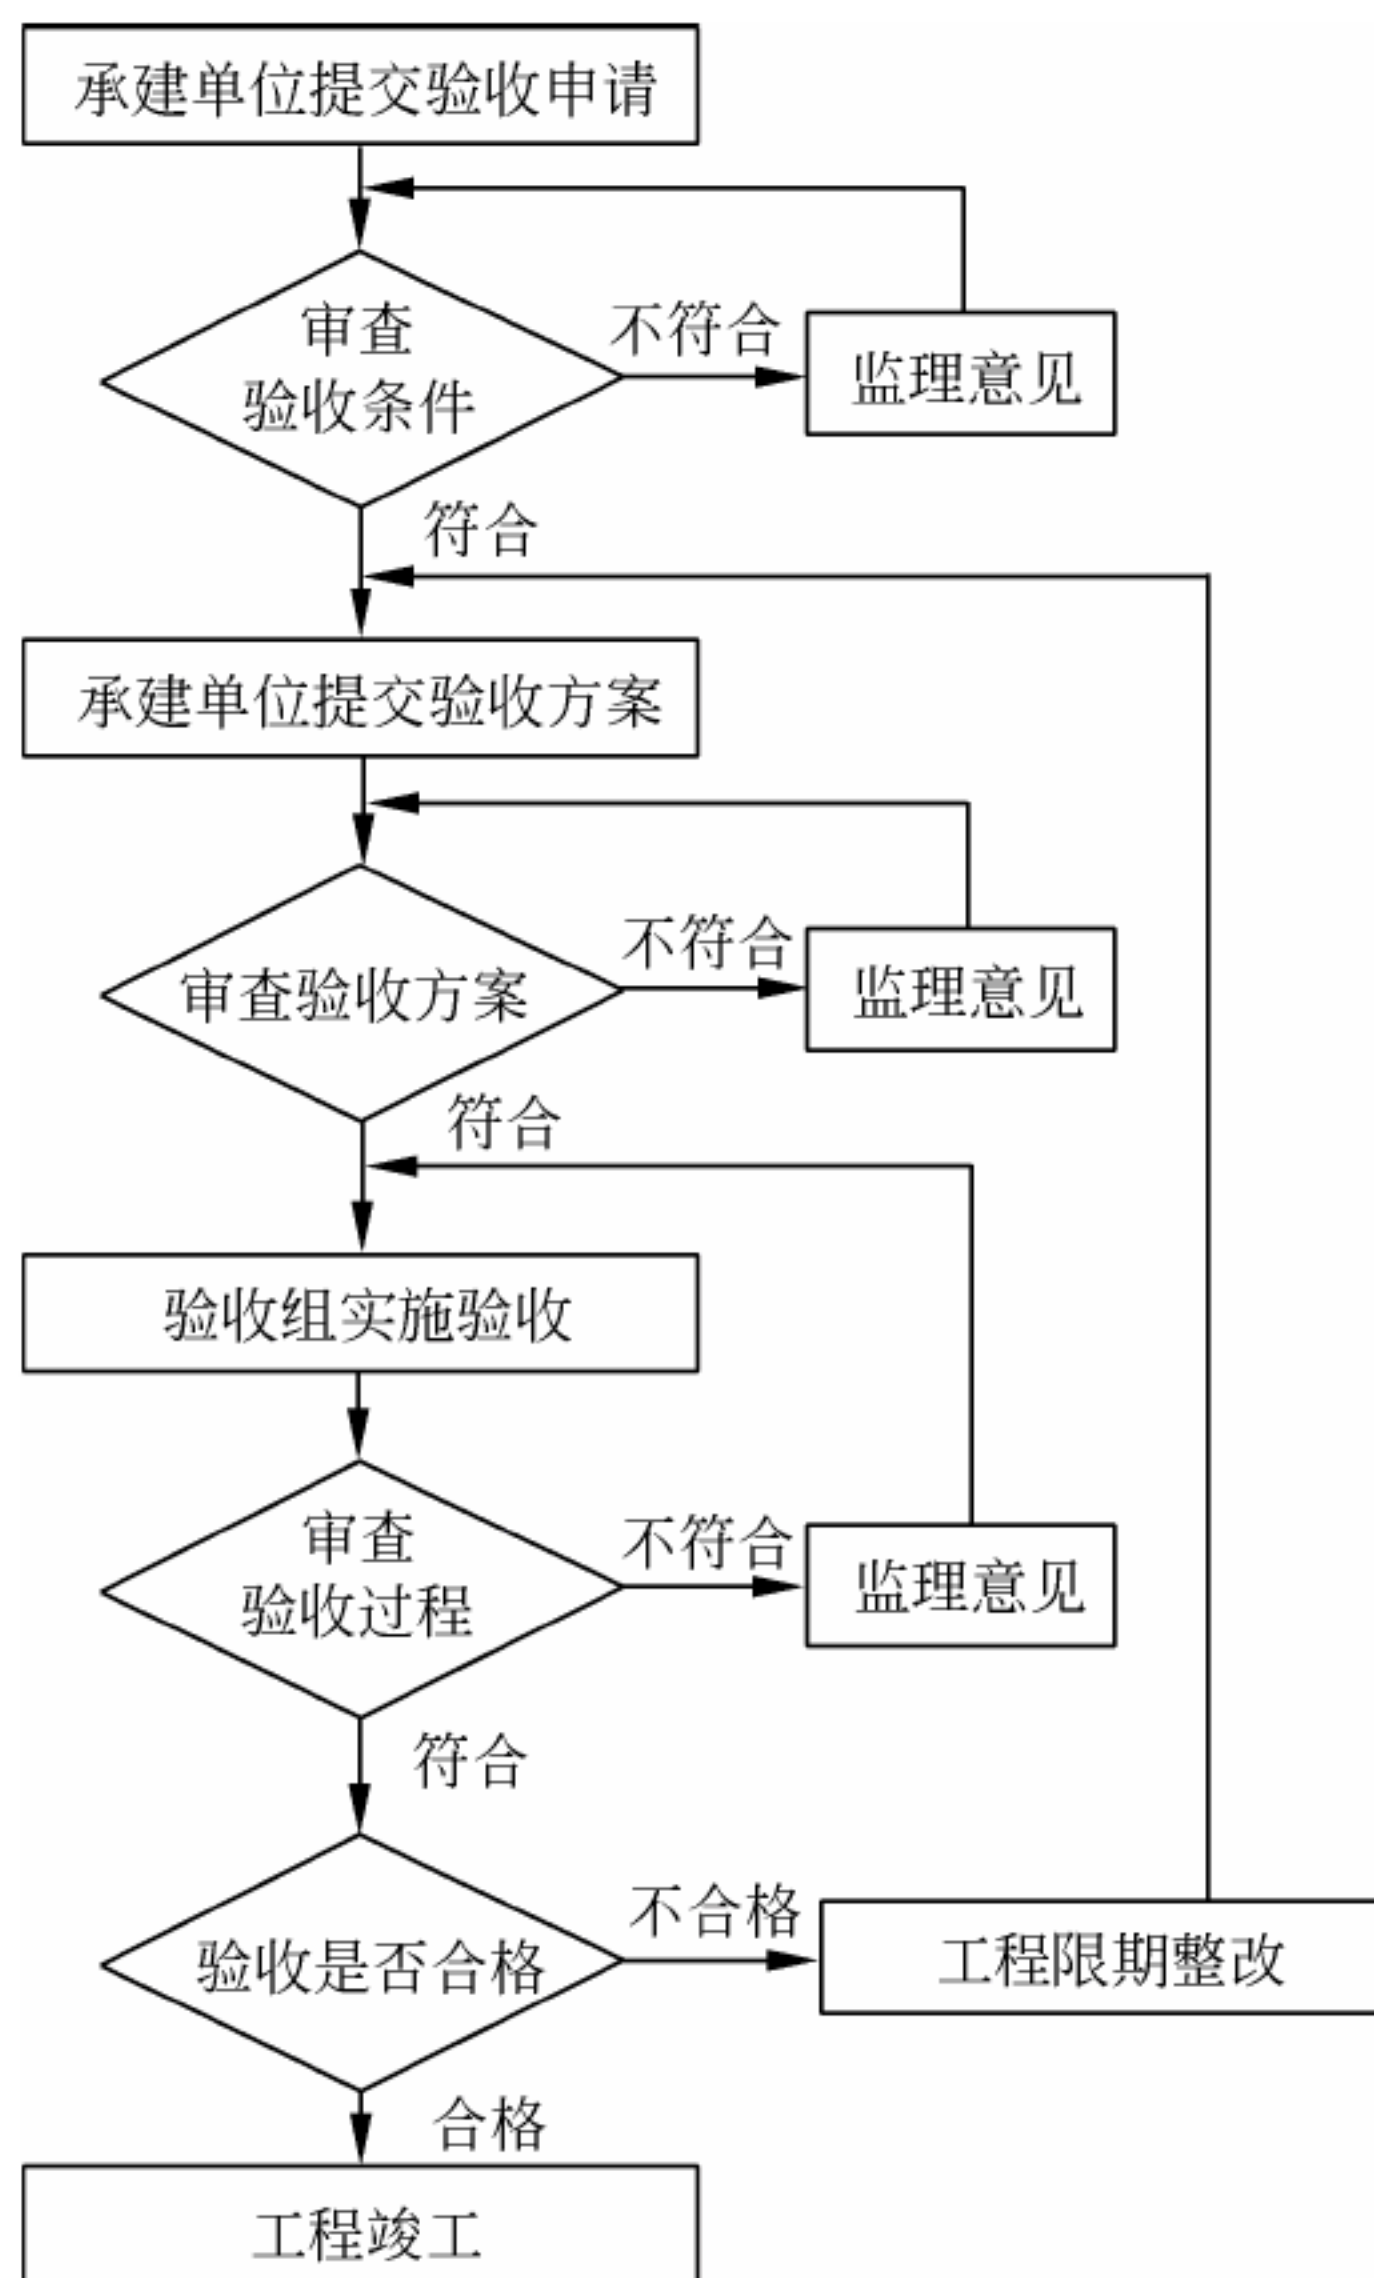 承建单位提交验收申请
审查
验收条件
不符合
监理意见
符合
承建单位提交验收方案
审查验收方案
不符合
监理意见
符合
验收组实施验收
审查
验收过程
不符合
监理意见
符合
验收是否合格
不合格
工程限期整改
合格
工程竣工